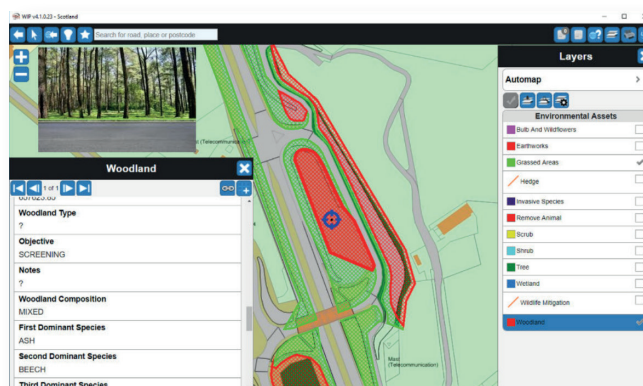 WIP v4.1.0.23 - Scotland
Search for road, place or postcode
Layers
Automap
Environmental Assets
Bulb And Wildflowers
Earthworks
Grassed Areas
Hedge
Invasive Species
Remove Animal
Scrub
Shrub
Tree
Wetland
Wildlife Mitigation
Woodland
(Telecommunication)
Woodland
1 of 1
Woodland Type
?
Objective
SCREENING
Notes
?
Woodland Composition
MIXED
First Dominant Species
ASH
Second Dominant Species
BEECH
Third Dominant Species
Mast
(Telecommunication)